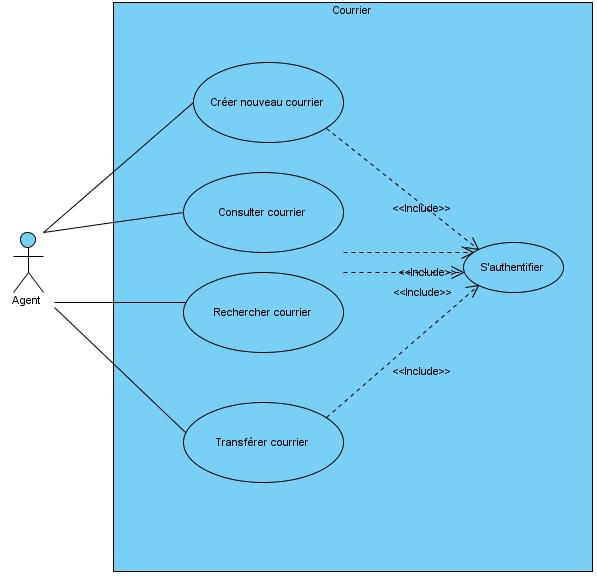 Courrier
Créer nouveau courrier
<<Include>>
Consulter courrier
S'authentifier
<<Include>>
<<Include>>
Agent
Rechercher courrier
<<Include>>
Transférer courrier